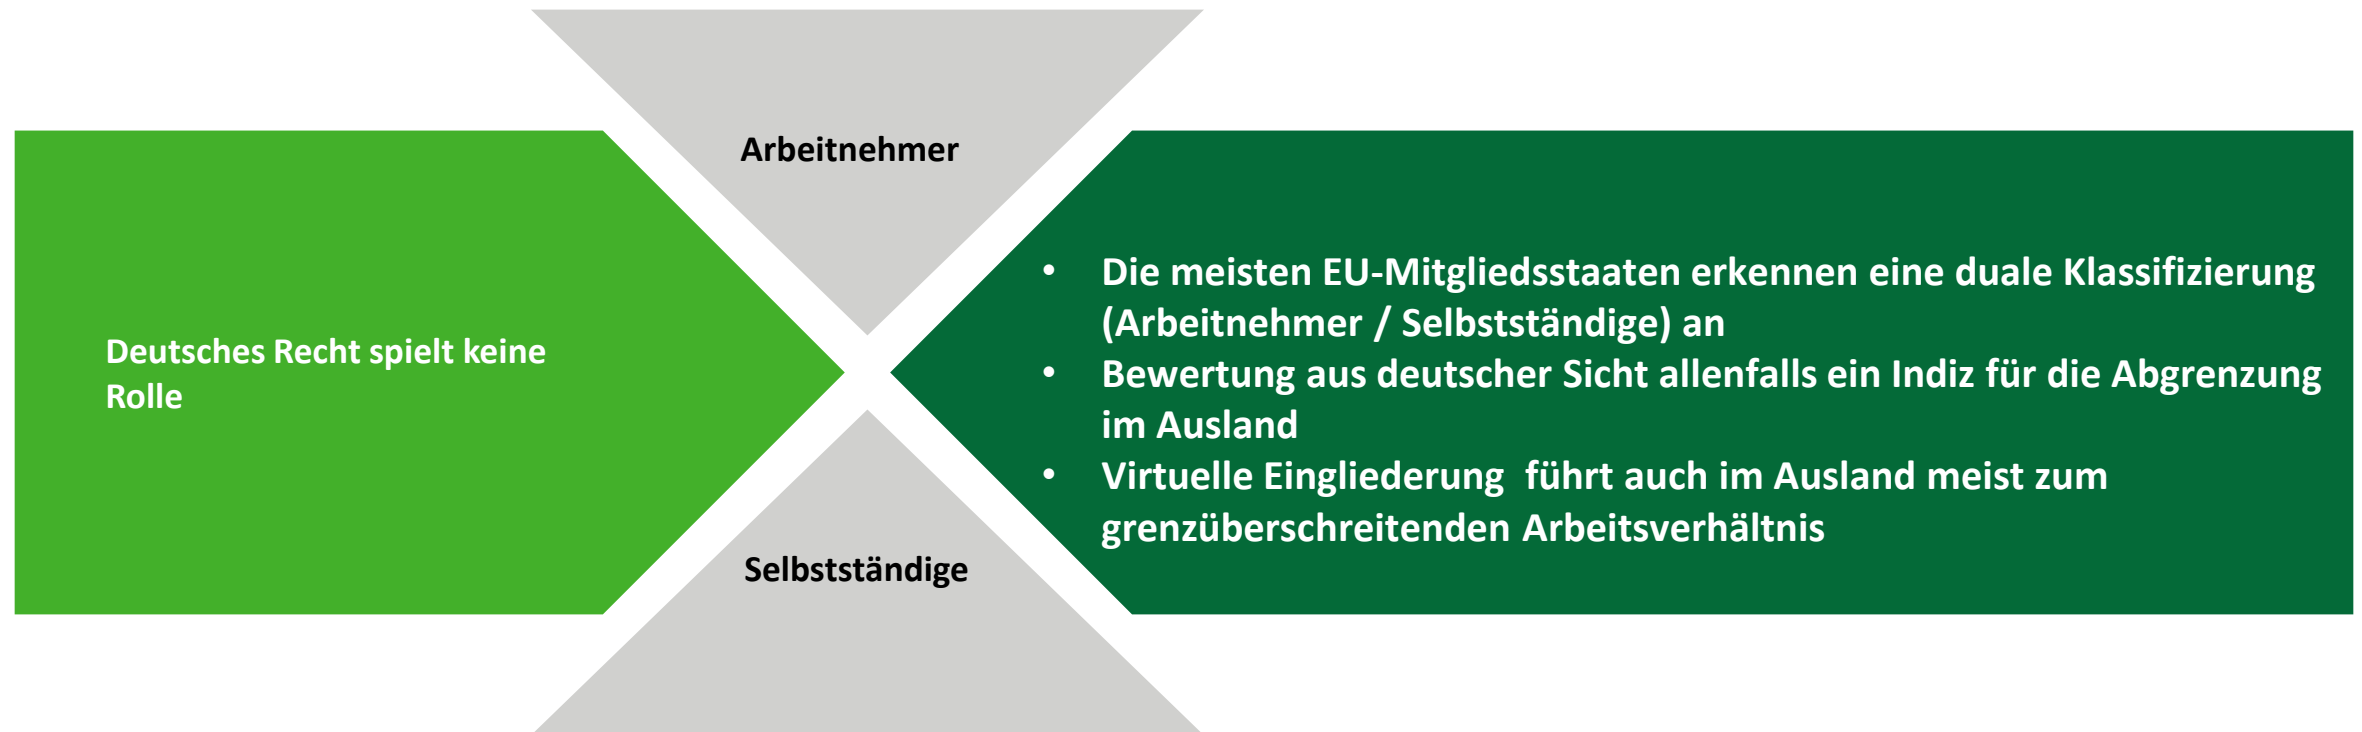 Arbeitnehmer
Deutsches Recht spielt keine
Rolle
• Die meisten EU-Mitgliedsstaaten erkennen eine duale Klassifizierung
(Arbeitnehmer / Selbstständige) an
• Bewertung aus deutscher Sicht allenfalls ein Indiz für die Abgrenzung
im Ausland
• Virtuelle Eingliederung  führt auch im Ausland meist zum
grenzüberschreitenden Arbeitsverhältnis
Selbstständige